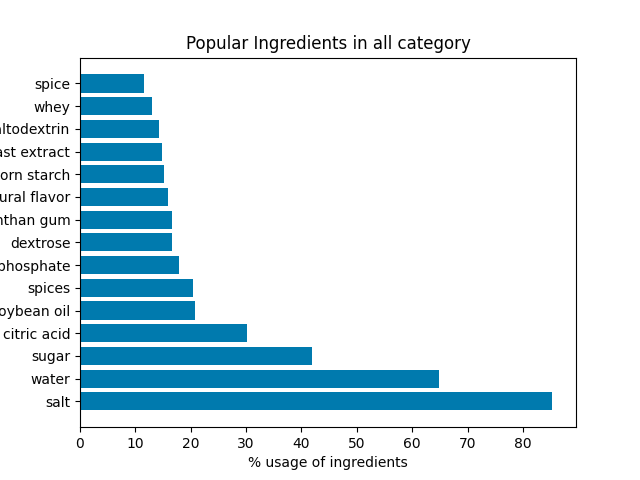 Popular Ingredients in all category
spice
whey
altodextrin
ast extract
orn starch
ural flavor
nthan gum
dextrose
phosphate
spices
oybean oil
citric acid
sugar
water
salt
0 10 20 30 40 50 60 70 80
% usage of ingredients